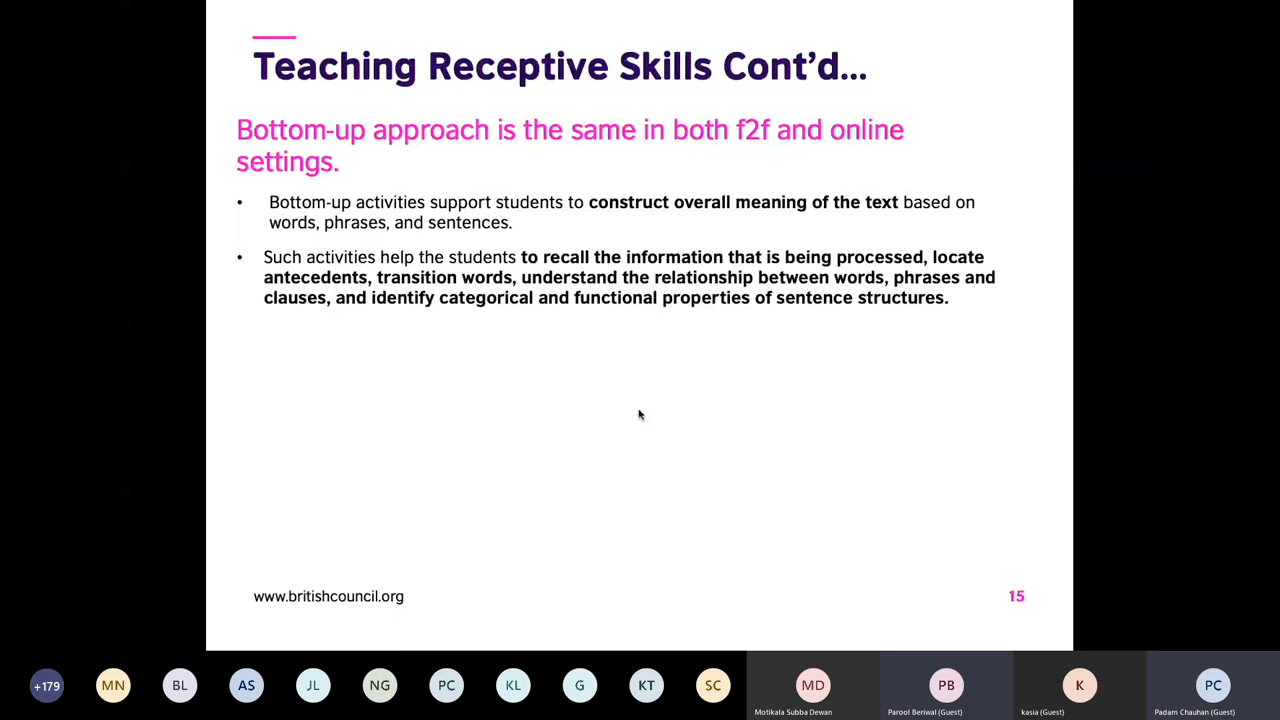 Teaching Receptive Skills Cont’d...
Bottom-up approach is the same in both f2f and online
settings.
• Bottom-up activities support students to construct overall meaning of the text based on
words, phrases, and sentences.
• Such activities help the students to recall the information that is being processed, locate
antecedents, transition words, understand the relationship between words, phrases and
clauses, and identify categorical and functional properties of sentence structures.
www.britishcouncil.org 15
+179 MN BL AS JL NG PC KL G KT SC MD PB K PC
Motikala Subba Dewan Parool Beriwal (Guest) kasia (Guest) Padam Chauhan (Guest)